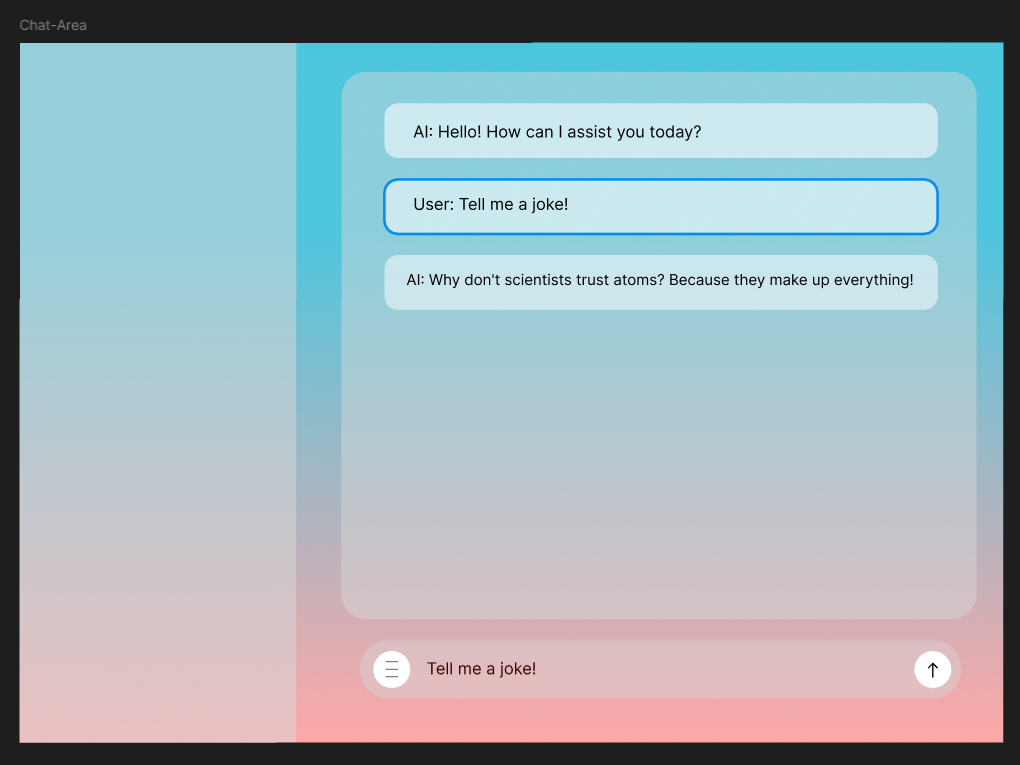 Chat-Area
AI: Hello! How can I assist you today?
User: Tell me a joke!
AI: Why don't scientists trust atoms? Because they make up everything!
Tell me a joke!